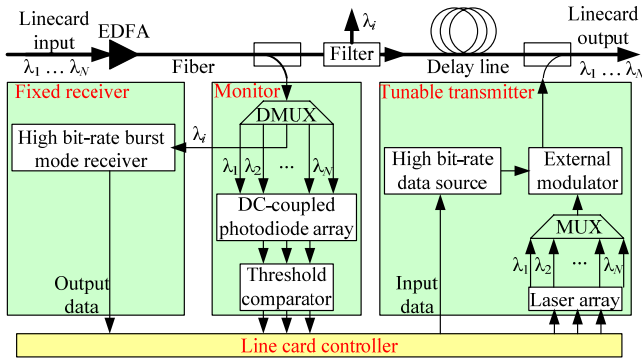 Linecard input
EDFA
λi
Linecard output
λ1 … λN
Fiber
Filter
Delay line
λ1 … λN
Fixed receiver
Monitor
Tunable transmitter
DMUX
λi
High bit-rate burst mode receiver
λ1 λ2 ... λN
High bit-rate data source
External modulator
DC-coupled photodiode array
MUX
λ1 λ2 ... λN
Threshold comparator
Output data
Input data
Laser array
Line card controller